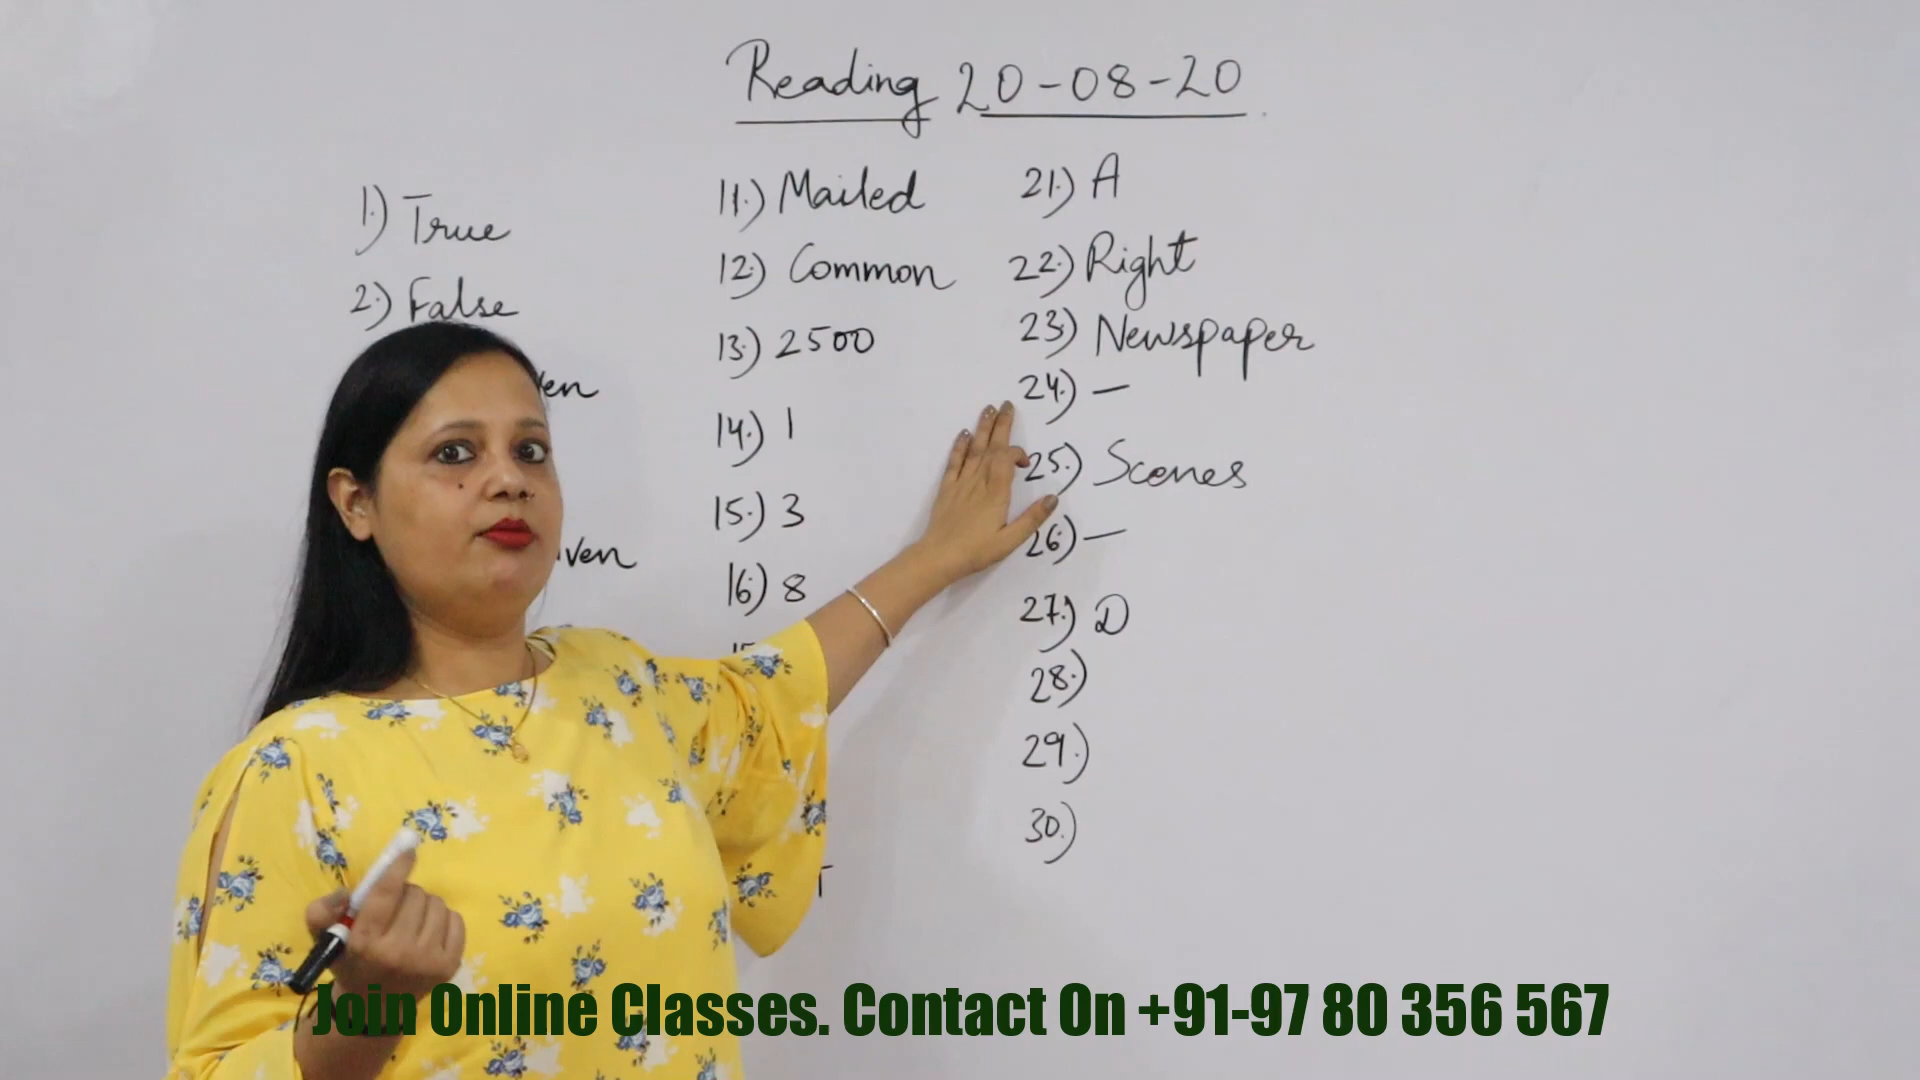 Reading 20-08-20
1.) True
2.) False
11.) Mailed
12.) Common
13.) 2500
14.) 1
15.) 3
16.) 8
21.) A
22.) Right
23.) Newspaper
24.) —
25.) Scenes
26.) —
27.) D
28.)
29.)
30.)
Join Online Classes. Contact On +91-97 80 356 567